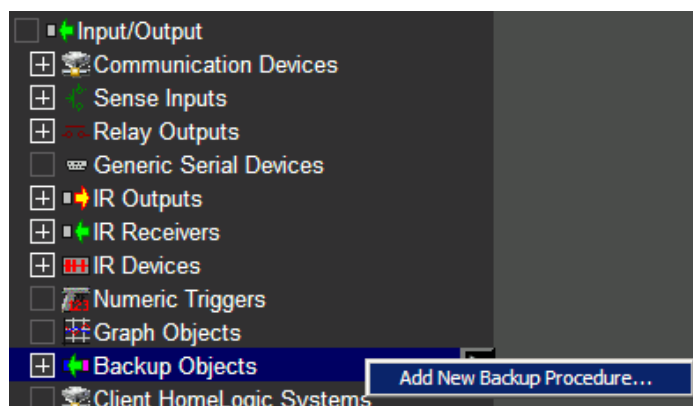 Input/Output
Communication Devices
Sense Inputs
Relay Outputs
Generic Serial Devices
IR Outputs
IR Receivers
IR Devices
Numeric Triggers
Graph Objects
Backup Objects
Add New Backup Procedure...
Client HomeLogic Systems